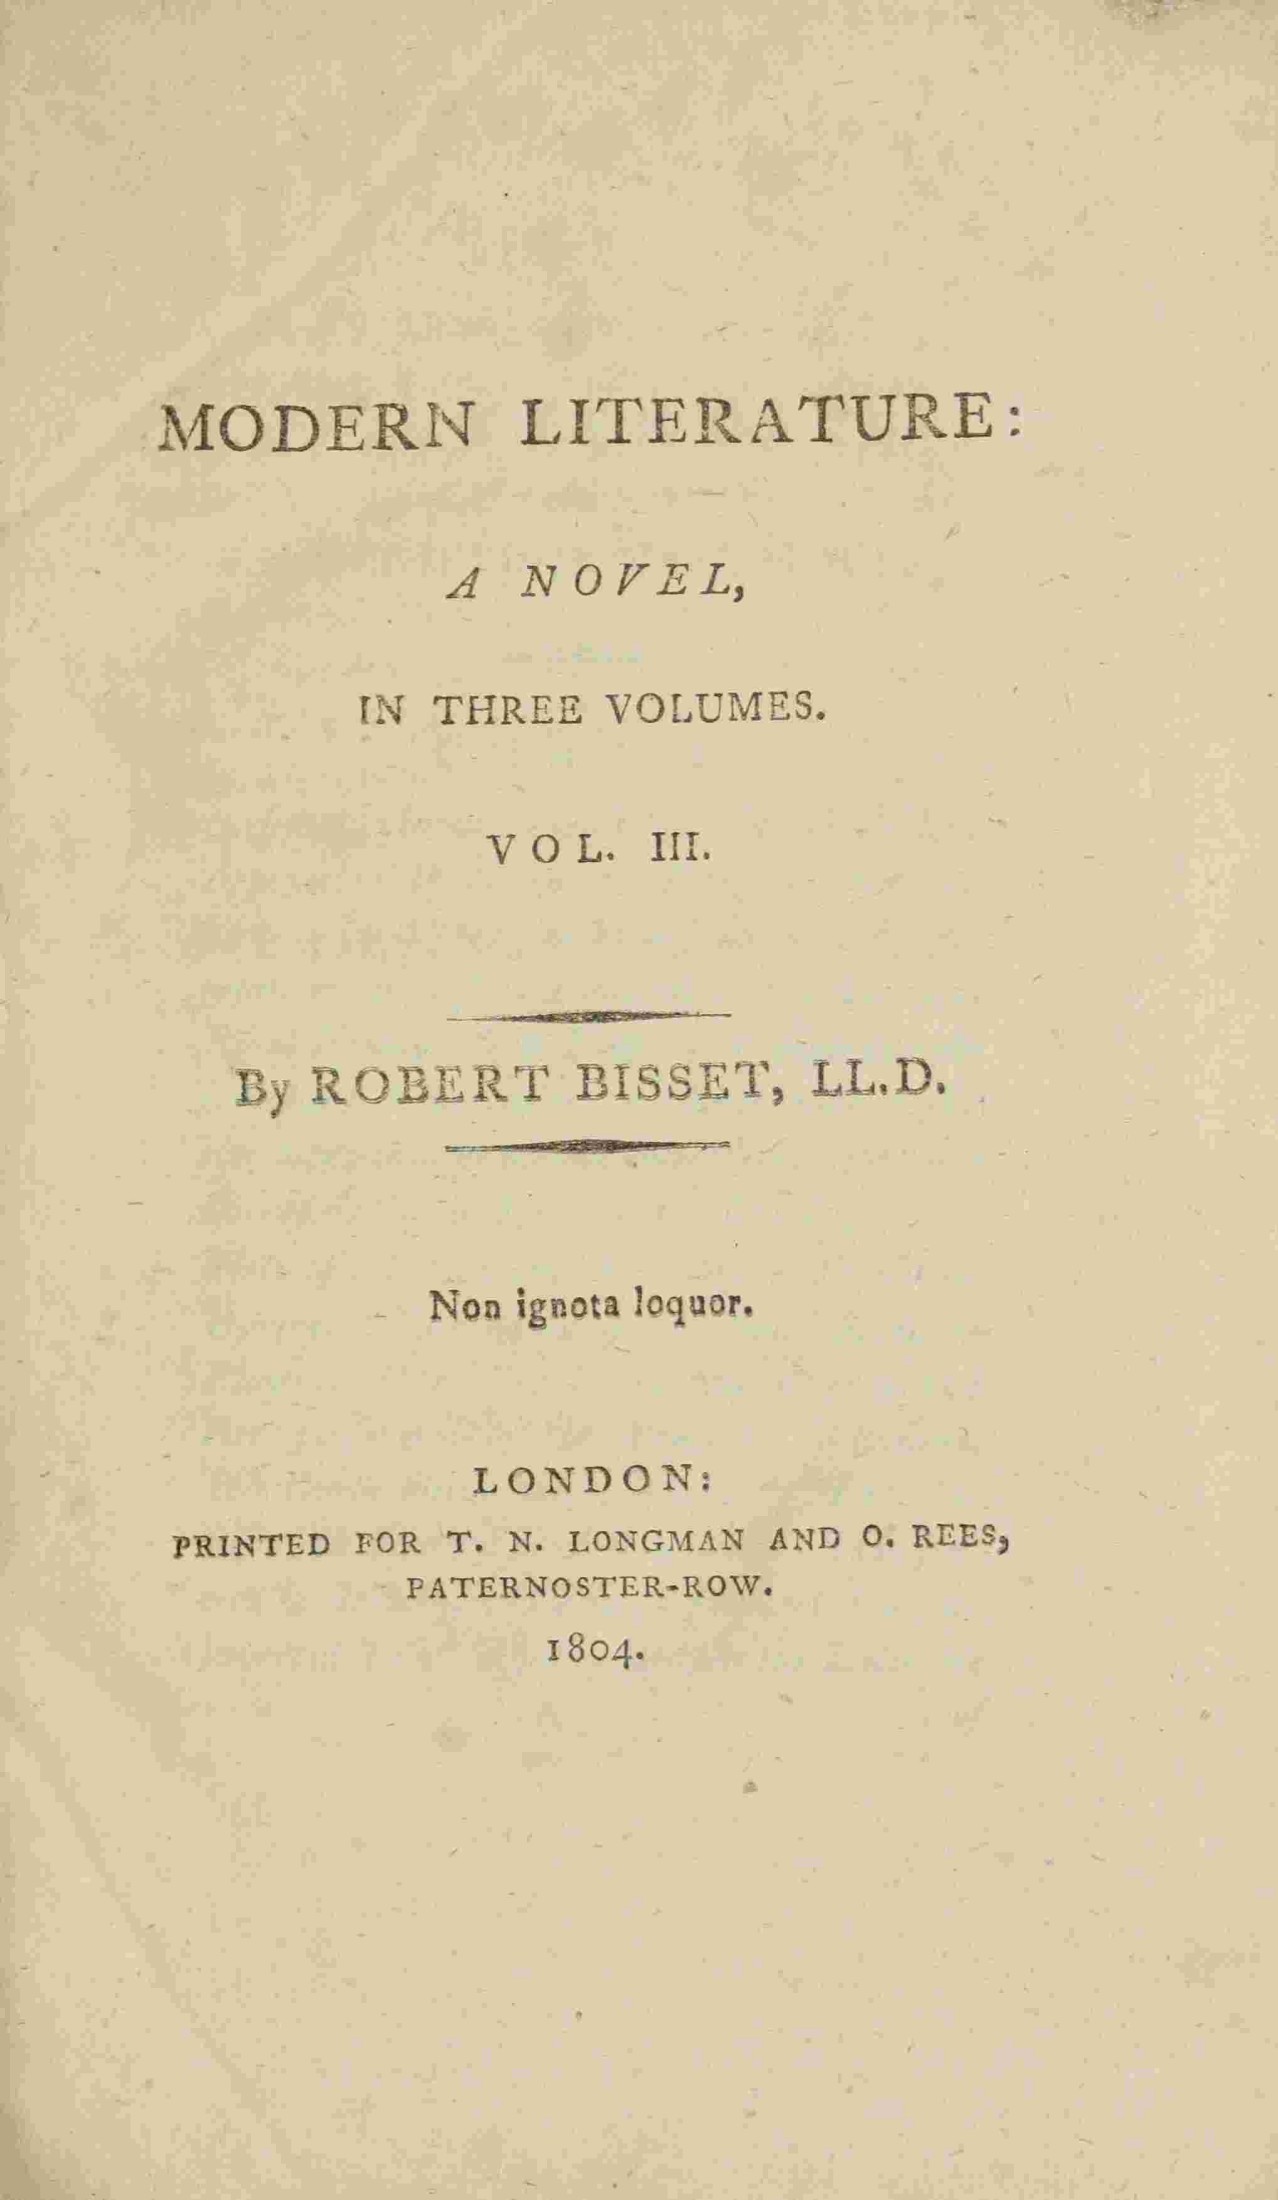 MODERN LITERATURE:
A NOVEL,
IN THREE VOLUMES.
VOL. III.
By ROBERT BISSET, LL.D.
Non ignota loquor.
LONDON:
PRINTED FOR T. N. LONGMAN AND O. REES,
PATERNOSTER-ROW.
1804.